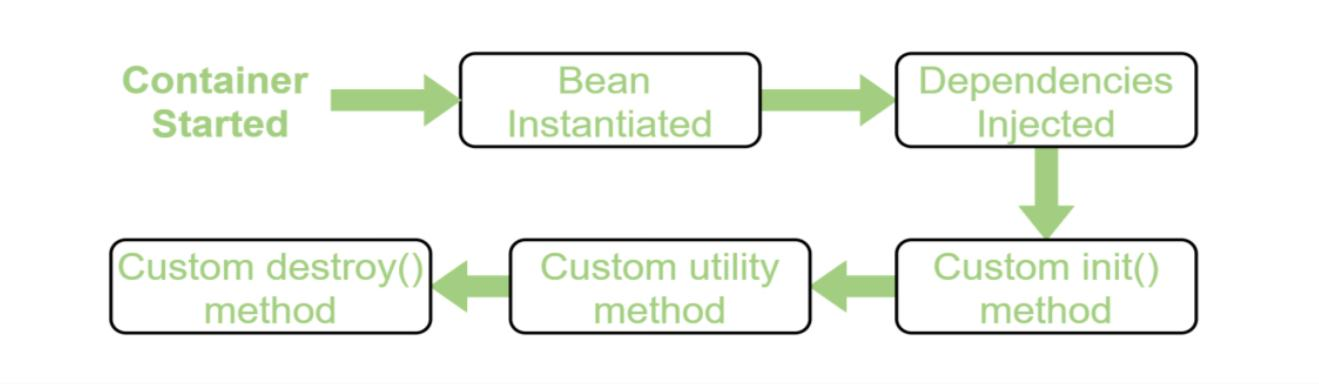 Container
Started
Bean
Instantiated
Dependencies
Injected
Custom init()
method
Custom utility
method
Custom destroy()
method